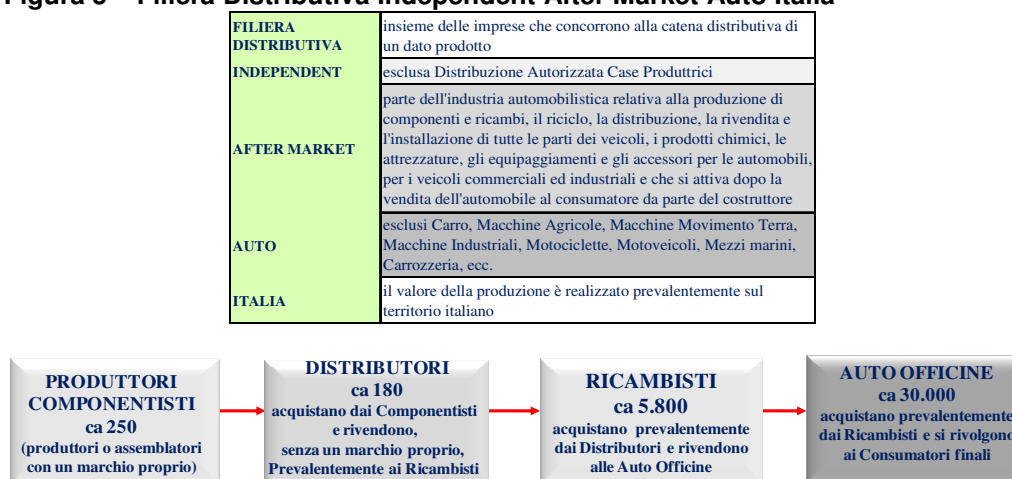 Figura 3 – Filiera Distributiva Independent After Market Auto Italia
FILIERA
DISTRIBUTIVA
insieme delle imprese che concorrono alla catena distributiva di
un dato prodotto
INDEPENDENT
esclusa Distribuzione Autorizzata Case Produttrici
AFTER MARKET
parte dell'industria automobilistica relativa alla produzione di
componenti e ricambi, il riciclo, la distribuzione, la rivendita e
l'installazione di tutte le parti dei veicoli, i prodotti chimici, le
attrezzature, gli equipaggiamenti e gli accessori per le automobili,
per i veicoli commerciali ed industriali e che si attiva dopo la
vendita dell'automobile al consumatore da parte del costruttore
AUTO
esclusi Carro, Macchine Agricole, Macchine Movimento Terra,
Macchine Industriali, Motociclette, Motoveicoli, Mezzi marini,
Carrozzeria, ecc.
ITALIA
il valore della produzione è realizzato prevalentemente sul
territorio italiano
PRODUTTORI
COMPONENTISTI
ca 250
(produttori o assemblatori
con un marchio proprio)
DISTRIBUTORI
ca 180
acquistano dai Componentisti
e rivendono,
senza un marchio proprio,
Prevalentemente ai Ricambisti
RICAMBISTI
ca 5.800
acquistano prevalentemente
dai Distributori e rivendono
alle Auto Officine
AUTO OFFICINE
ca 30.000
acquistano prevalentemente
dai Ricambisti e si rivolgono
ai Consumatori finali